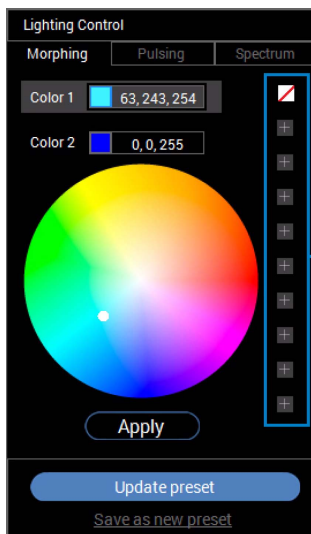 Lighting Control
Morphing Pulsing Spectrum
Color 1 63, 243, 254
Color 2 0, 0, 255
Apply
Update preset
Save as new preset